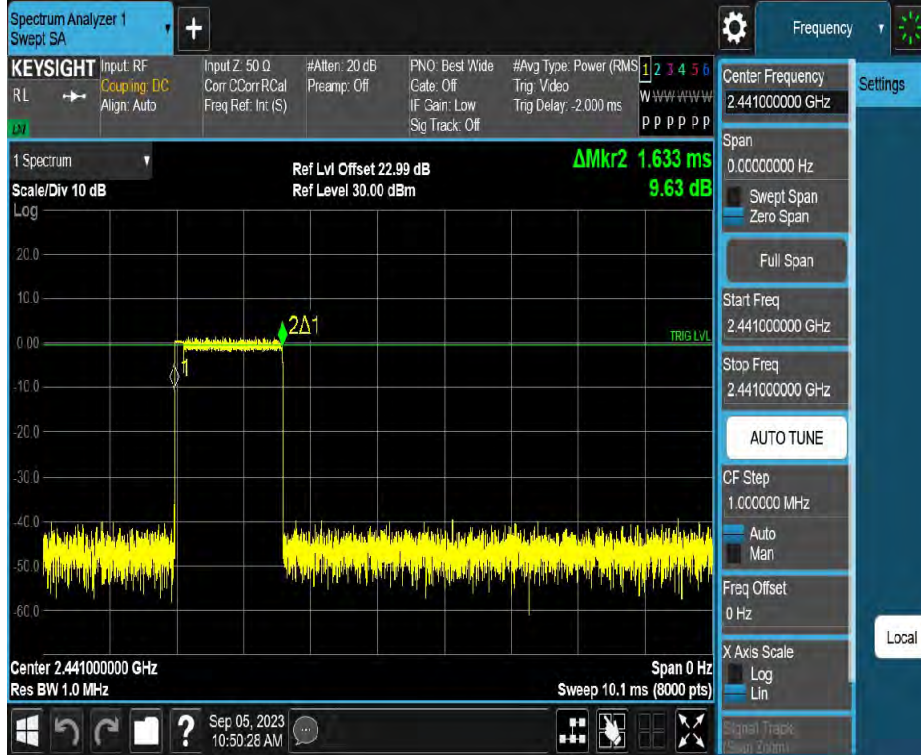 Spectrum Analyzer 1
Swept SA
+
Frequency
KEYSIGHT
RL
LXI
Input: RF
Coupling: DC
Align: Auto
Input Z: 50 Ω
Corr CCorr RCal
Freq Ref: Int (S)
#Atten: 20 dB
Preamp: Off
PNO: Best Wide
Gate: Off
IF Gain: Low
Sig Track: Off
#Avg Type: Power (RMS
Trig: Video
Trig Delay: -2.000 ms
1 2 3 4 5 6
W W W W W W
P P P P P P
1 Spectrum
Scale/Div 10 dB
Log
Ref Lvl Offset 22.99 dB
Ref Level 30.00 dBm
ΔMkr2 1.633 ms
9.63 dB
20.0
10.0
0.00
-10.0
-20.0
-30.0
-40.0
-50.0
-60.0
2Δ1
1
TRIG LVL
Center 2.441000000 GHz
Res BW 1.0 MHz
Span 0 Hz
Sweep 10.1 ms (8000 pts)
?
Sep 05, 2023
10:50:28 AM
Center Frequency
2.441000000 GHz
Span
0.00000000 Hz
Swept Span
Zero Span
Full Span
Start Freq
2.441000000 GHz
Stop Freq
2.441000000 GHz
AUTO TUNE
CF Step
1.000000 MHz
Auto
Man
Freq Offset
0 Hz
X Axis Scale
Log
Lin
Signal Track
(Span Zoom)
Settings
Local